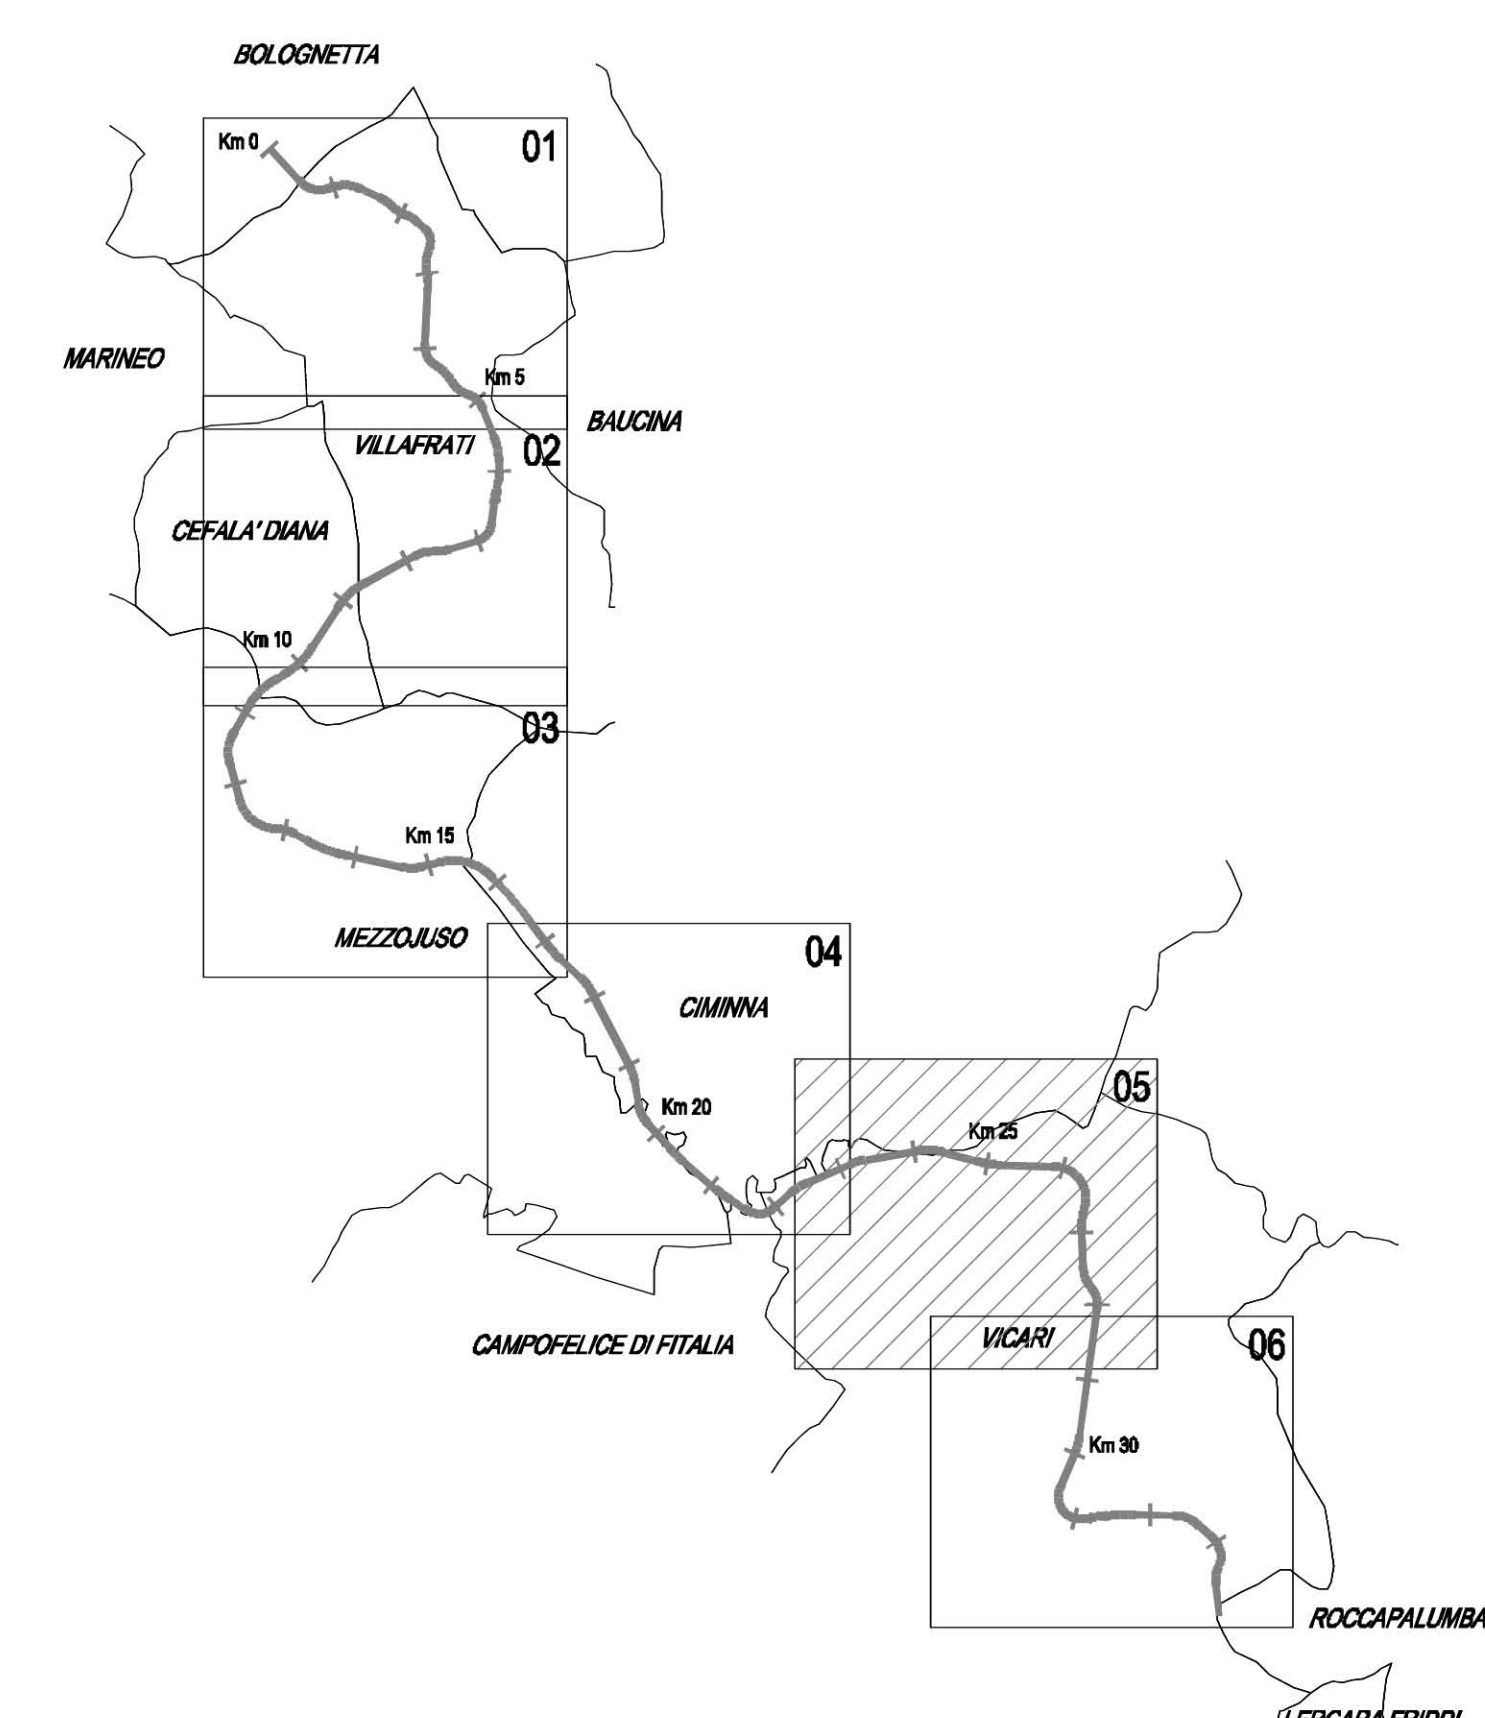 BOLOGNETTA
Km 0
01
MARINEO
Km 5
BAUCINA
VILLAFRATI
02
CEFALA' DIANA
Km 10
03
Km 15
MEZZOJUSO
04
CIMINNA
05
Km 20
Km 25
CAMPOFELICE DI FITALIA
VICARI
06
Km 30
ROCCAPALUMBA